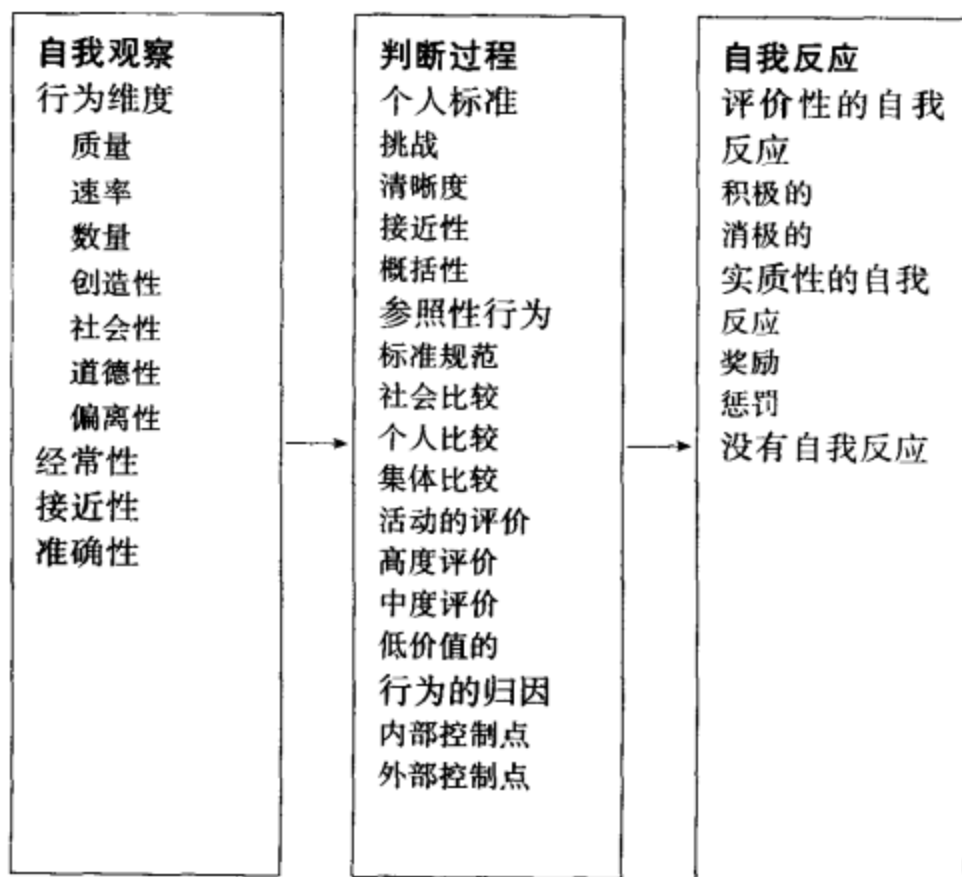 自我观察
行为维度
质量
速率
数量
创造性
社会性
道德性
偏离性
经常性
接近性
准确性
判断过程
个人标准
挑战
清晰度
接近性
概括性
参照性行为
标准规范
社会比较
个人比较
集体比较
活动的评价
高度评价
中度评价
低价值的
行为的归因
内部控制点
外部控制点
自我反应
评价性的自我
反应
积极的
消极的
实质性的自我
反应
奖励
惩罚
没有自我反应